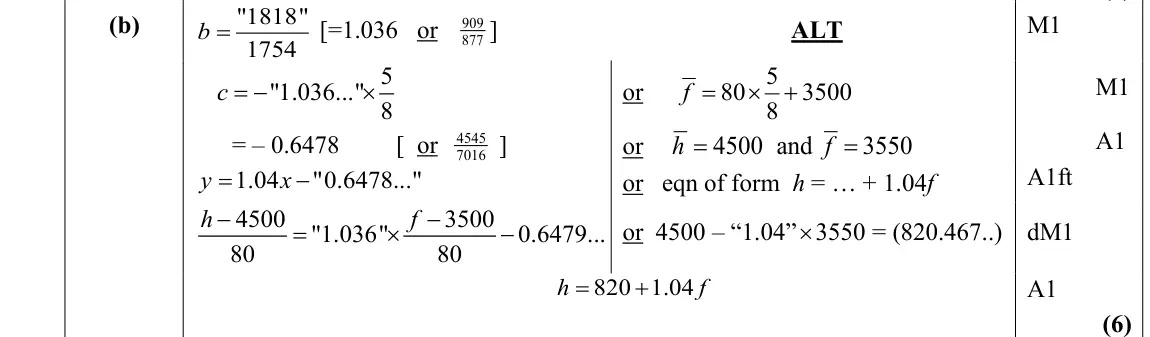 (b) b = "1818"/1754 [=1.036 or 909/877] ALT M1
c = −"1.036..."×5/8 or f̅ = 80×5/8+3500 M1
= – 0.6478 [ or 4545/7016 ] or h̅ = 4500 and f̅ = 3550 A1
y = 1.04x − "0.6478..." or eqn of form h = … + 1.04f A1ft
(h − 4500)/80 = "1.036"×(f − 3500)/80 − 0.6479... or 4500 – “1.04”×3550 = (820.467..) dM1
h = 820 + 1.04 f A1
(6)